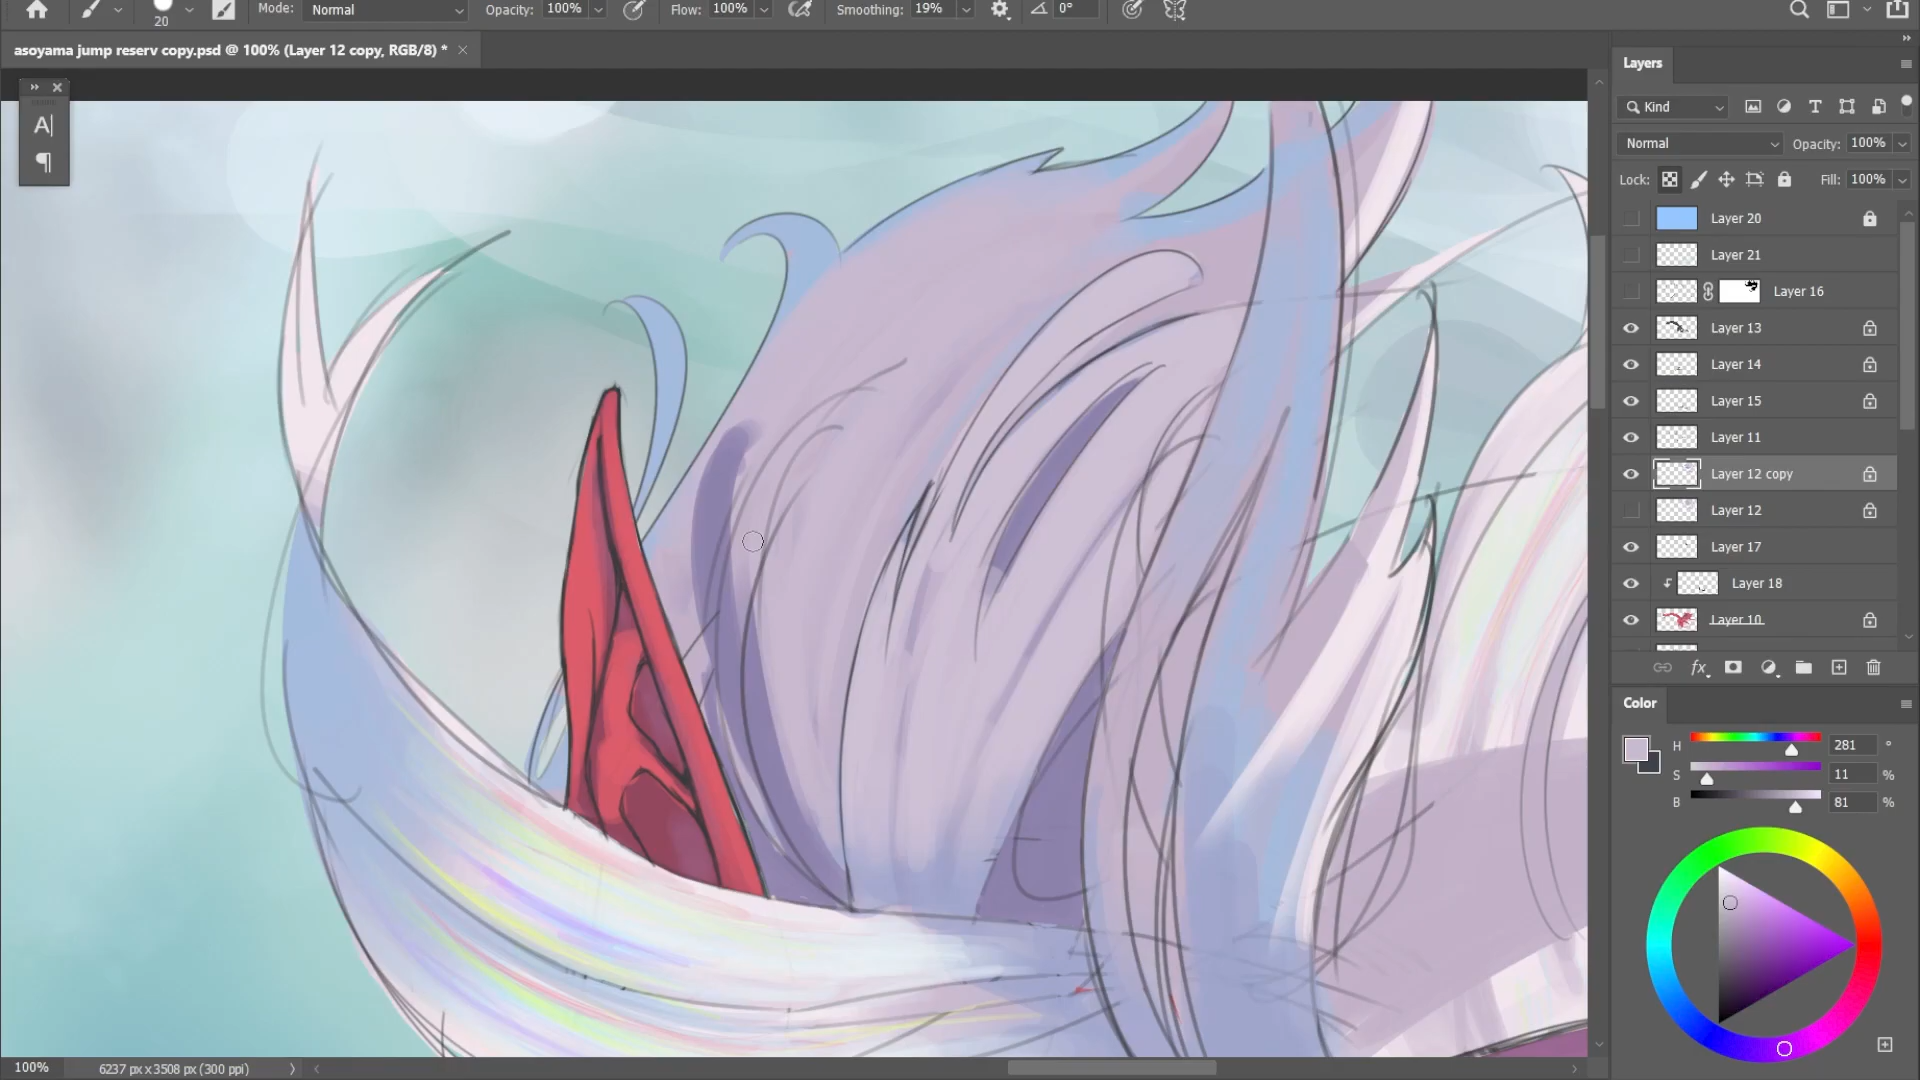 20
Mode: Normal
Opacity: 100%
Flow: 100%
Smoothing: 19%
0°
asoyama jump reserv copy.psd @ 100% (Layer 12 copy, RGB/8) *
A
¶
Layers
Kind
Normal
Opacity: 100%
Lock:
Fill: 100%
Layer 20
Layer 21
Layer 16
Layer 13
Layer 14
Layer 15
Layer 11
Layer 12 copy
Layer 12
Layer 17
Layer 18
Layer 10
fx
Color
H 281 °
S 11 %
B 81 %
100%
6237 px x 3508 px (300 ppi)